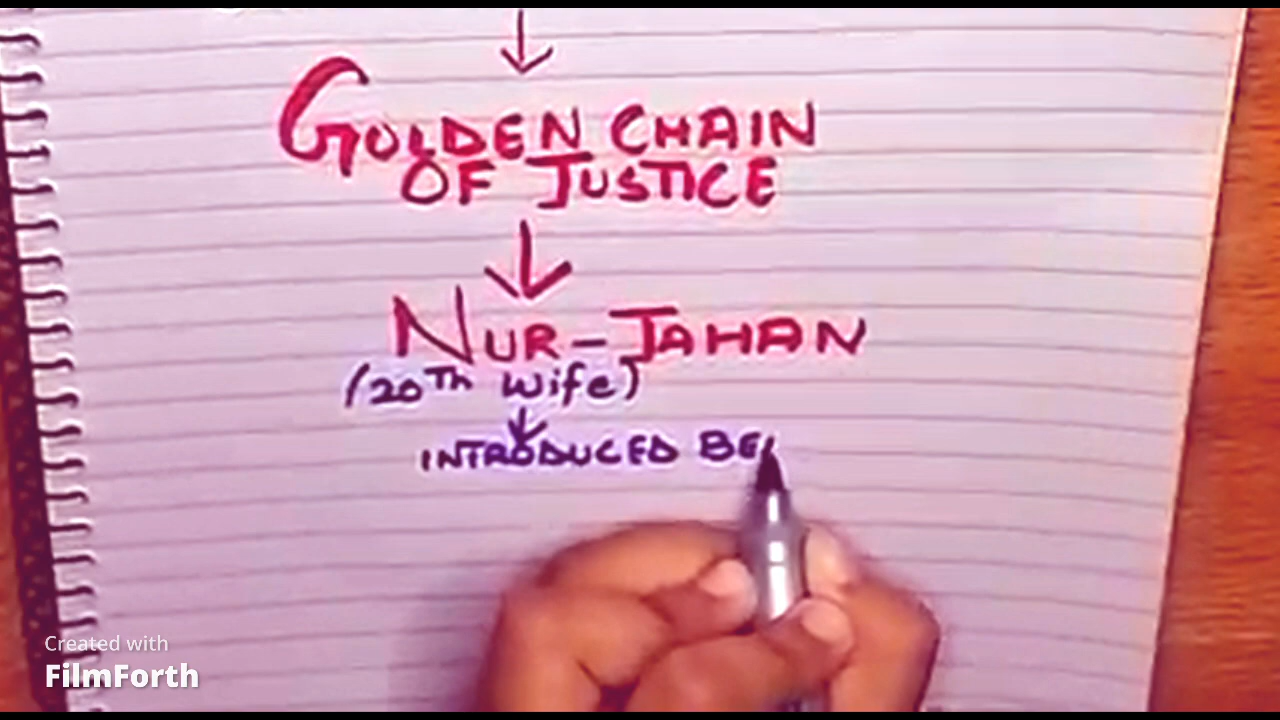 GOLDEN CHAIN
OF JUSTICE
NUR-JAHAN
(20Th Wife)
INTRODUCED
Created with
FilmForth